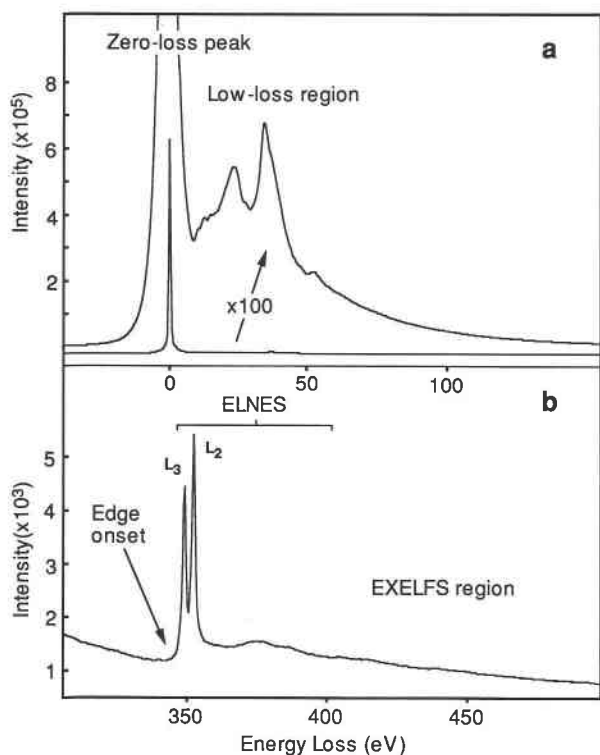 Zero-loss peak
a
Low-loss region
Intensity (x10⁵)
8
6
4
2
x100
0 50 100
ELNES
b
L₃ L₂
Edge
onset
EXELFS region
Intensity(x10³)
5
4
3
2
1
350 400 450
Energy Loss (eV)